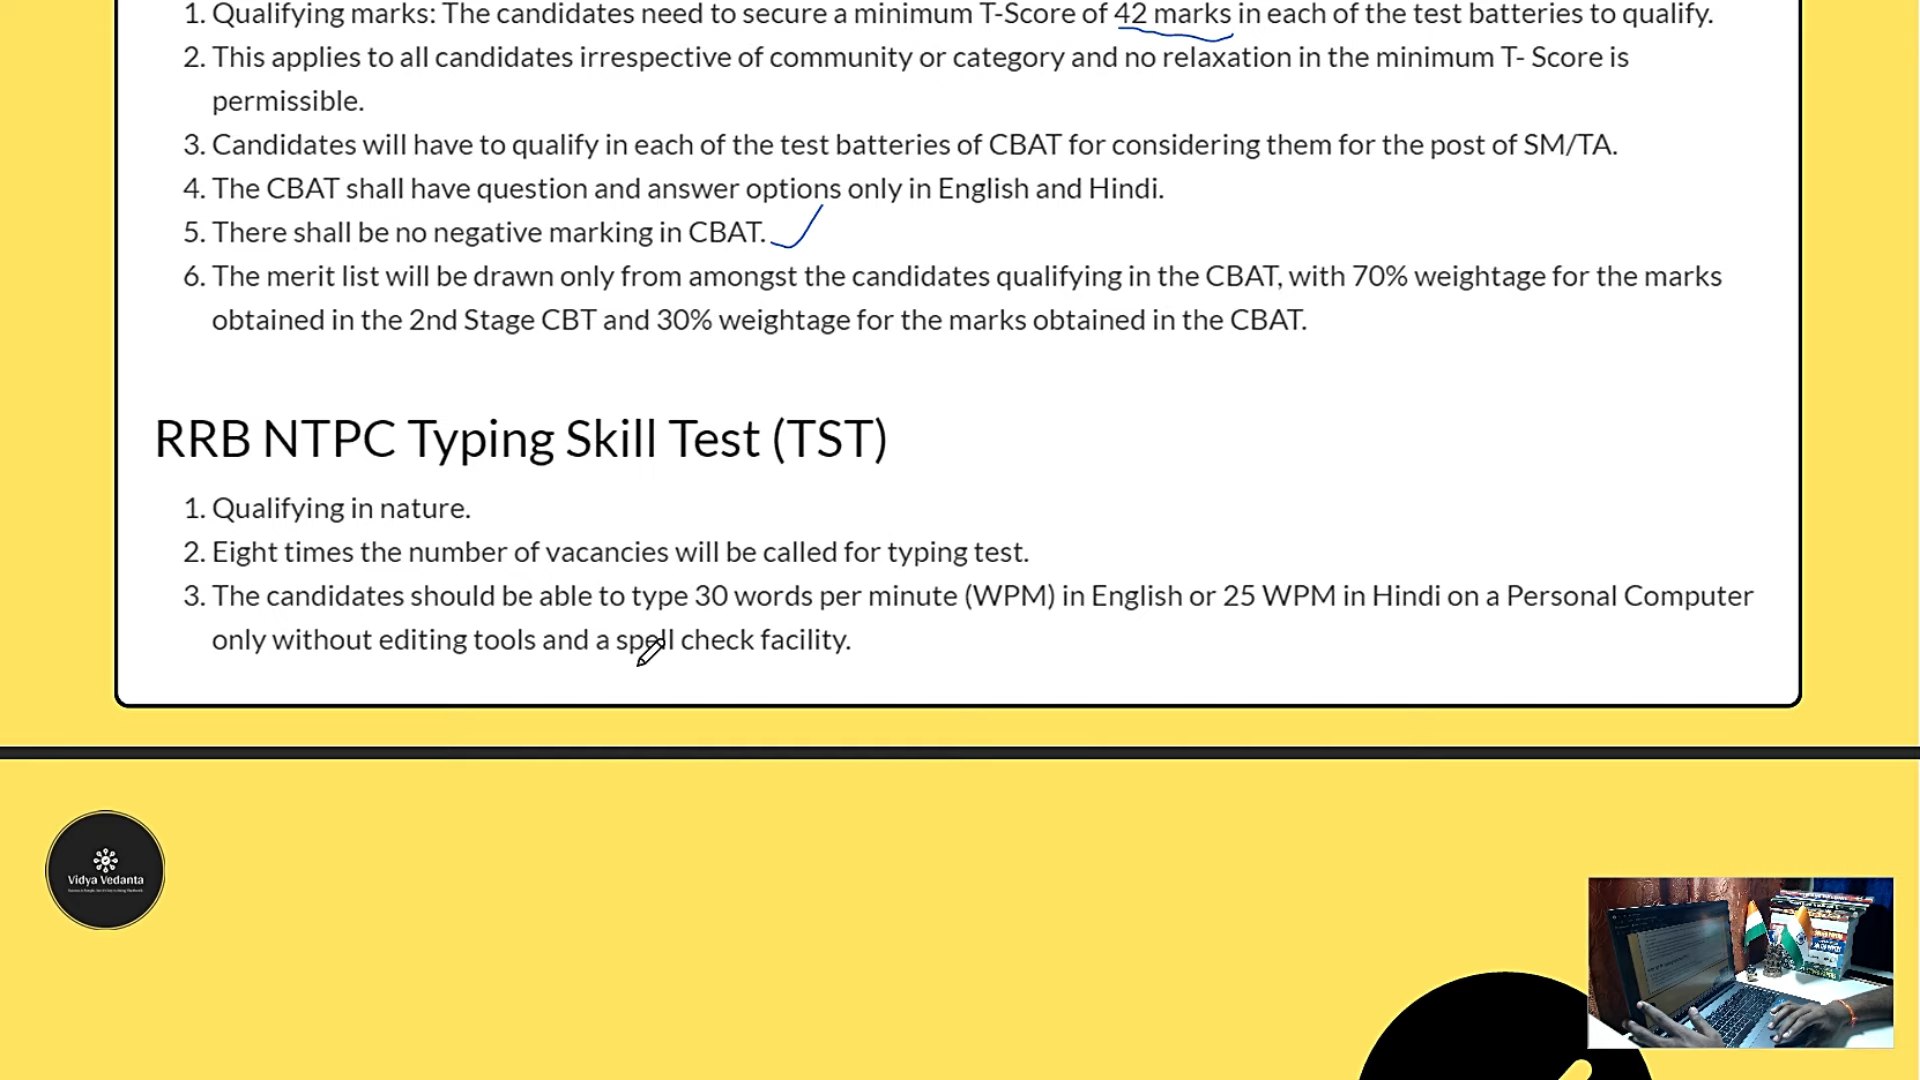 1. Qualifying marks: The candidates need to secure a minimum T-Score of 42 marks in each of the test batteries to qualify.
2. This applies to all candidates irrespective of community or category and no relaxation in the minimum T- Score is
permissible.
3. Candidates will have to qualify in each of the test batteries of CBAT for considering them for the post of SM/TA.
4. The CBAT shall have question and answer options only in English and Hindi.
5. There shall be no negative marking in CBAT.
6. The merit list will be drawn only from amongst the candidates qualifying in the CBAT, with 70% weightage for the marks
obtained in the 2nd Stage CBT and 30% weightage for the marks obtained in the CBAT.
RRB NTPC Typing Skill Test (TST)
1. Qualifying in nature.
2. Eight times the number of vacancies will be called for typing test.
3. The candidates should be able to type 30 words per minute (WPM) in English or 25 WPM in Hindi on a Personal Computer
only without editing tools and a spell check facility.
Vidya Vedanta